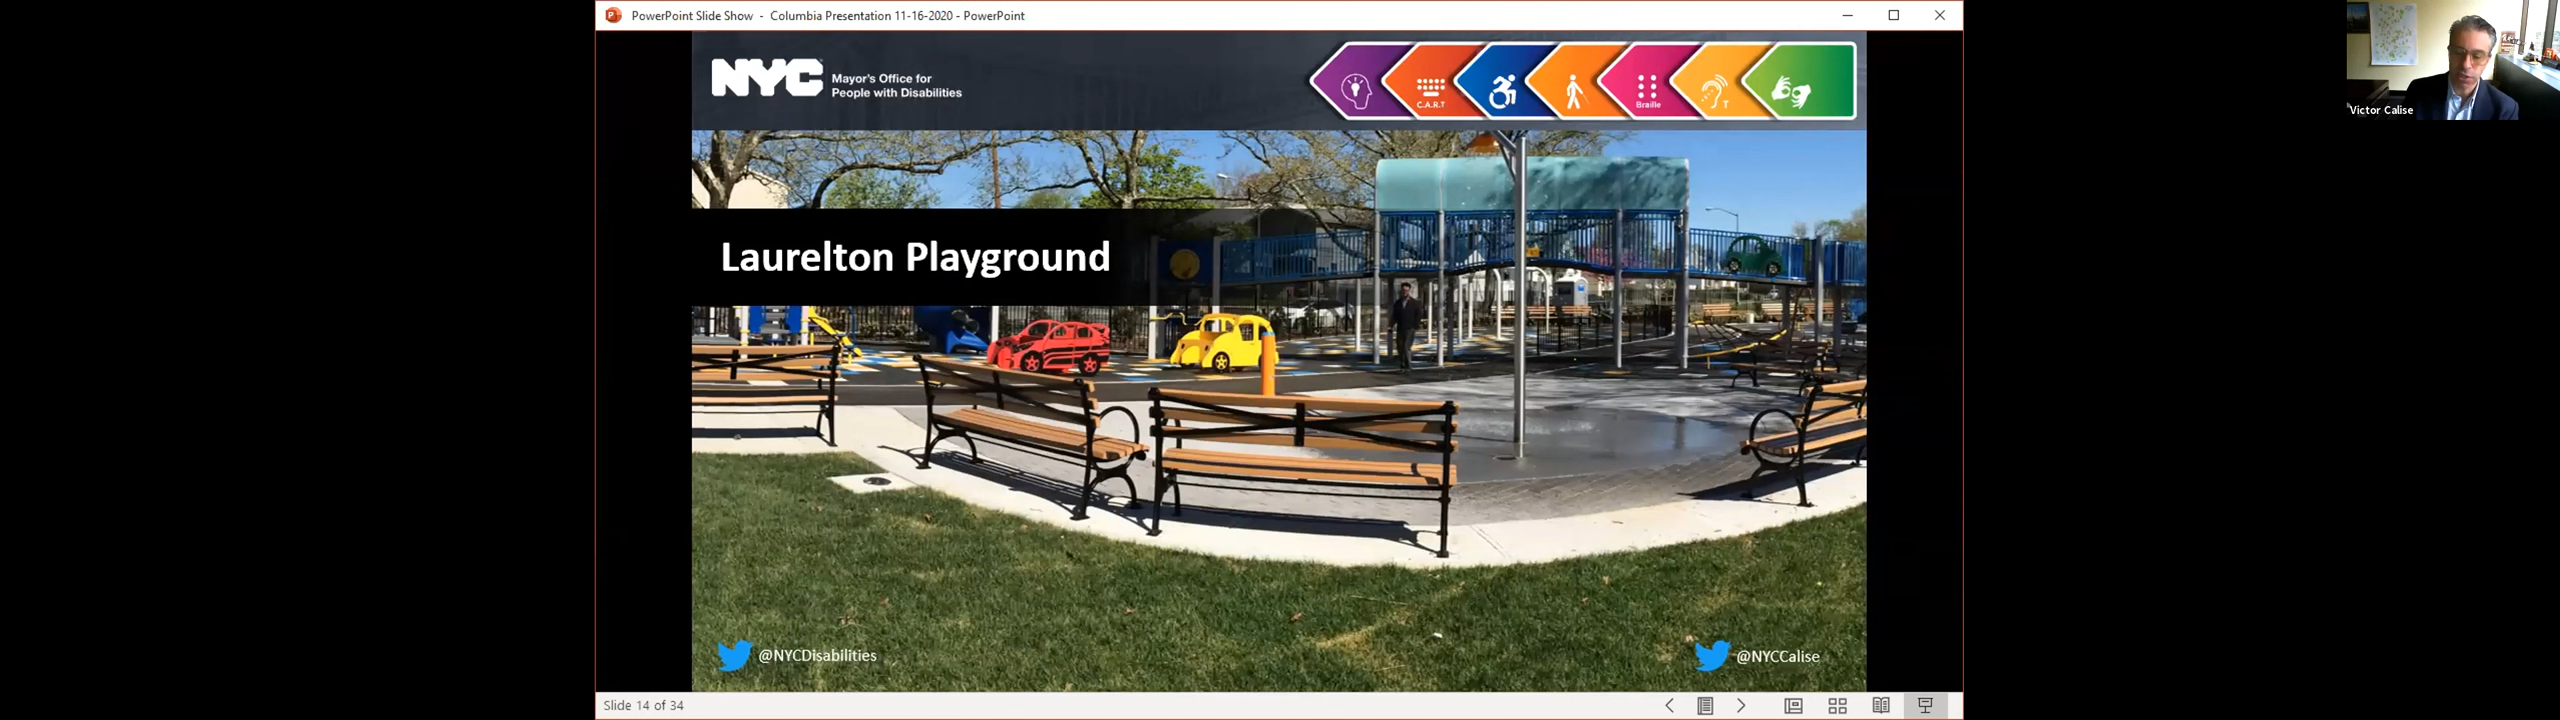 PowerPoint Slide Show - Columbia Presentation 11-16-2020 - PowerPoint
NYC
Mayor's Office for
People with Disabilities
C.A.R.T
Braille
T
Victor Calise
Laurelton Playground
@NYCDisabilities
@NYCCalise
Slide 14 of 34